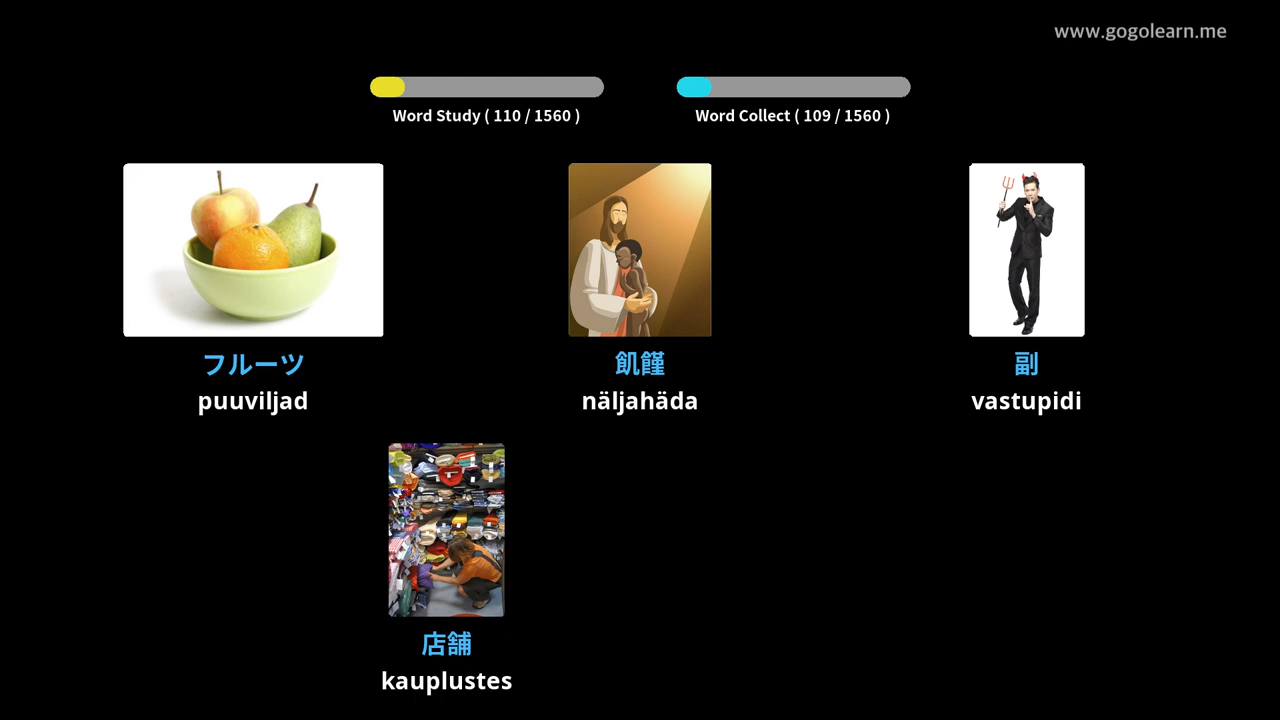 www.gogolearn.me
Word Study ( 110 / 1560 )
Word Collect ( 109 / 1560 )
フルーツ
puuviljad
飢饉
näljahäda
副
vastupidi
店舗
kauplustes